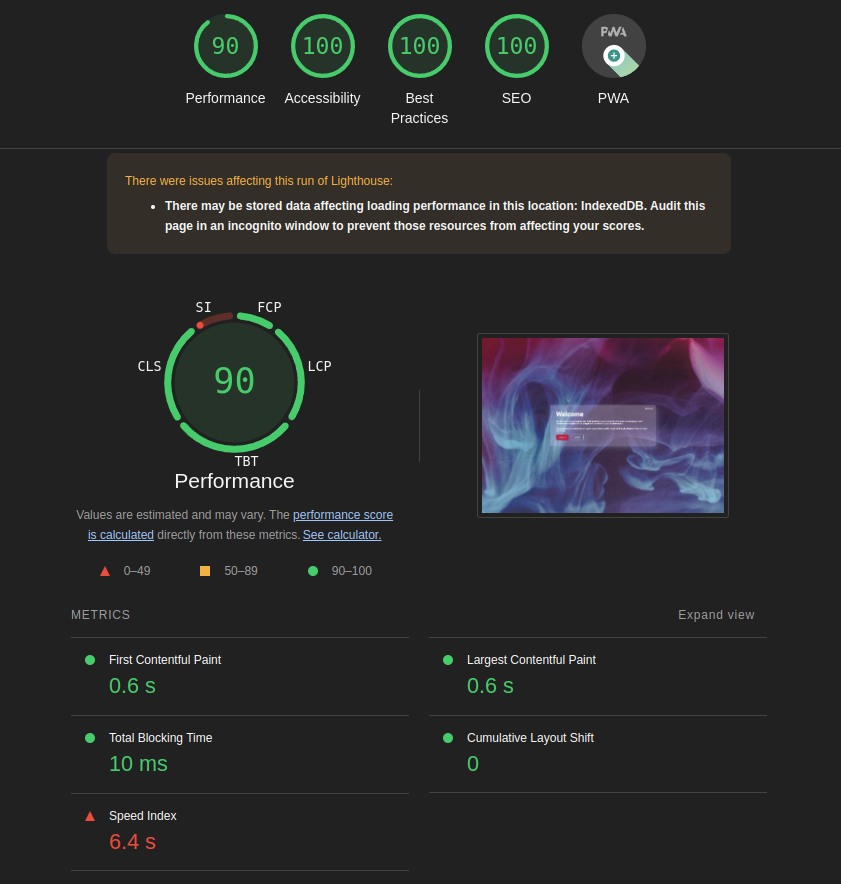 90
100
100
100
PWA
Performance
Accessibility
Best
Practices
SEO
PWA
There were issues affecting this run of Lighthouse:
There may be stored data affecting loading performance in this location: IndexedDB. Audit this
page in an incognito window to prevent those resources from affecting your scores.
SI
FCP
CLS
LCP
90
TBT
Performance
Values are estimated and may vary. The performance score
is calculated directly from these metrics. See calculator.
0–49
50–89
90–100
Welcome
METRICS
Expand view
First Contentful Paint
0.6 s
Largest Contentful Paint
0.6 s
Total Blocking Time
10 ms
Cumulative Layout Shift
0
Speed Index
6.4 s